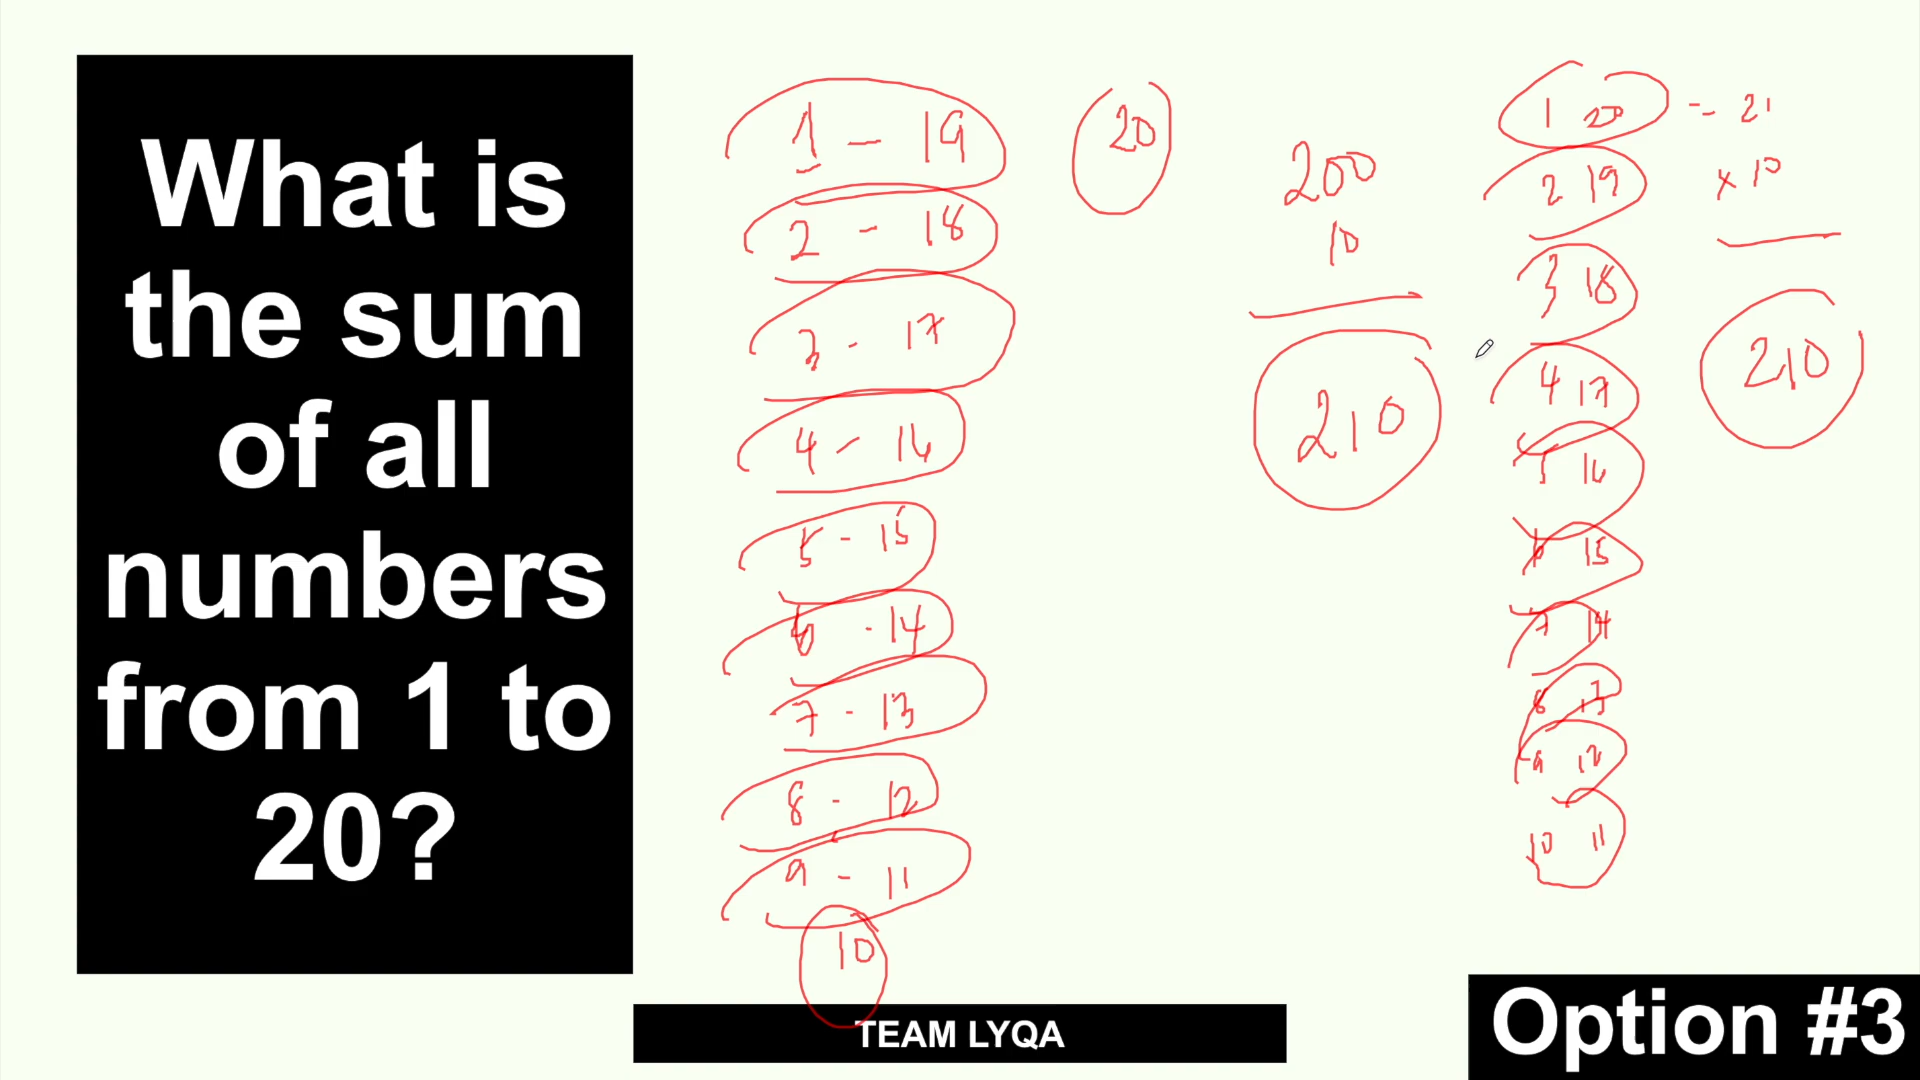 What is
the sum
of all
numbers
from 1 to
20?
1 - 19
2 - 18
3 - 17
4 - 16
5 - 15
6 - 14
7 - 13
8 - 12
9 - 11
10
20
200
10
210
1 20 = 21
2 19 x 10
3 18
4 17
5 16
6 15
7 14
8 13
9 12
10 11
210
TEAM LYQA
Option #3